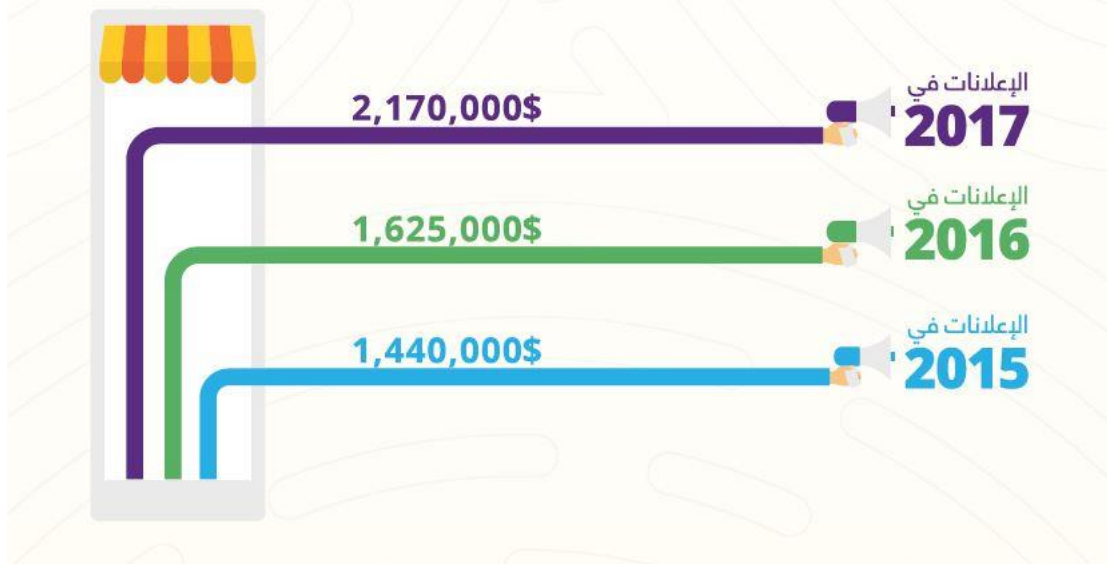 الإعلانات في
2017
2,170,000$
الإعلانات في
2016
1,625,000$
الإعلانات في
2015
1,440,000$